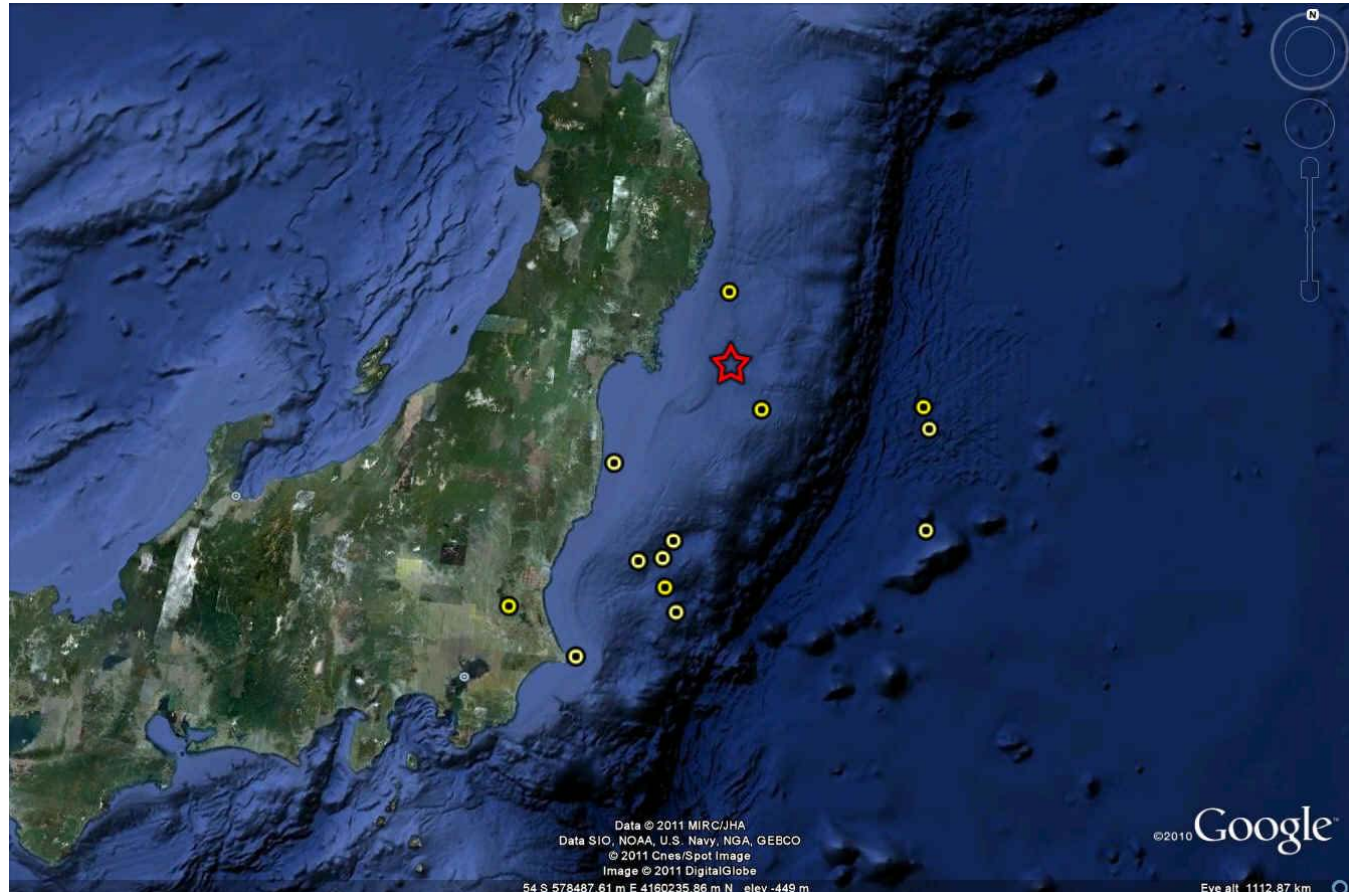 N
Data © 2011 MIRC/JHA
Data SIO, NOAA, U.S. Navy, NGA, GEBCO
© 2011 Cnes/Spot Image
Image © 2011 DigitalGlobe
©2010 Google™
54 S 578487.61 m E 4160235.86 m N elev -449 m
Eye alt 1112.87 km